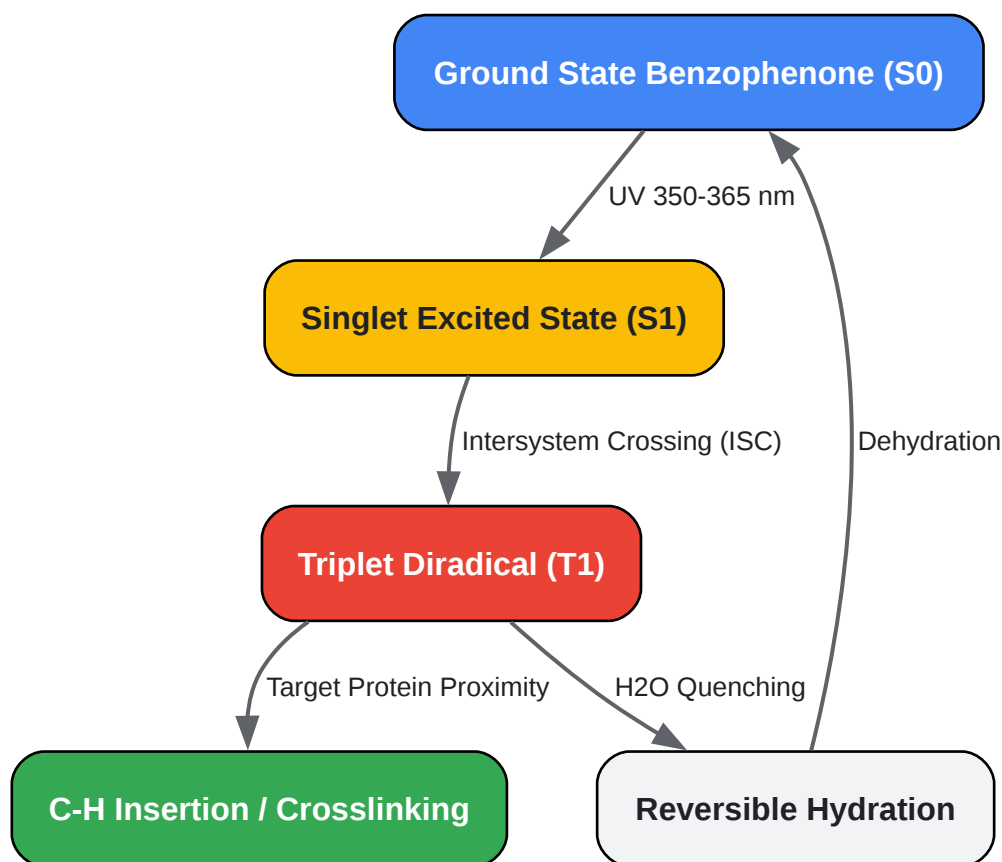 Ground State Benzophenone (S0)
UV 350-365 nm
Singlet Excited State (S1)
Intersystem Crossing (ISC)
Dehydration
Triplet Diradical (T1)
Target Protein Proximity
H2O Quenching
C-H Insertion / Crosslinking
Reversible Hydration